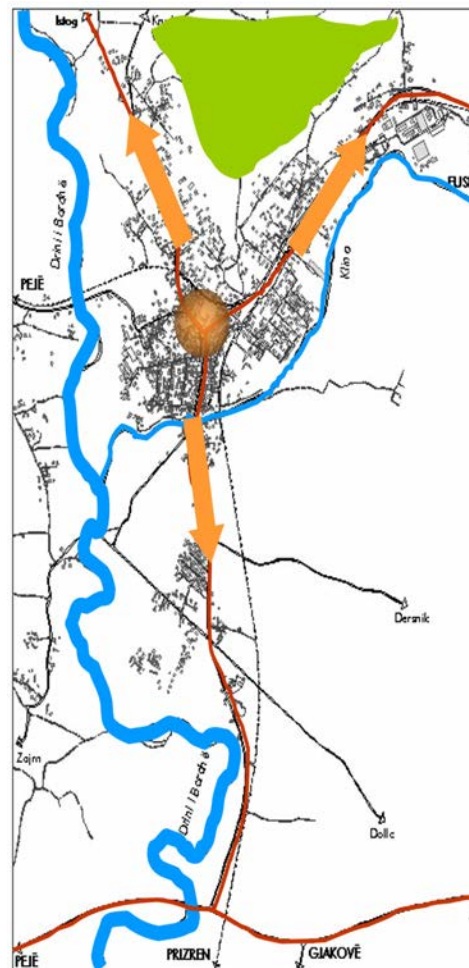 Istog
Drini i Bardhë
FUS
Klina
PEJË
Dersnik
Zajm
Drini i Bardhë
Dollc
PEJË
PRIZREN
GJAKOVË